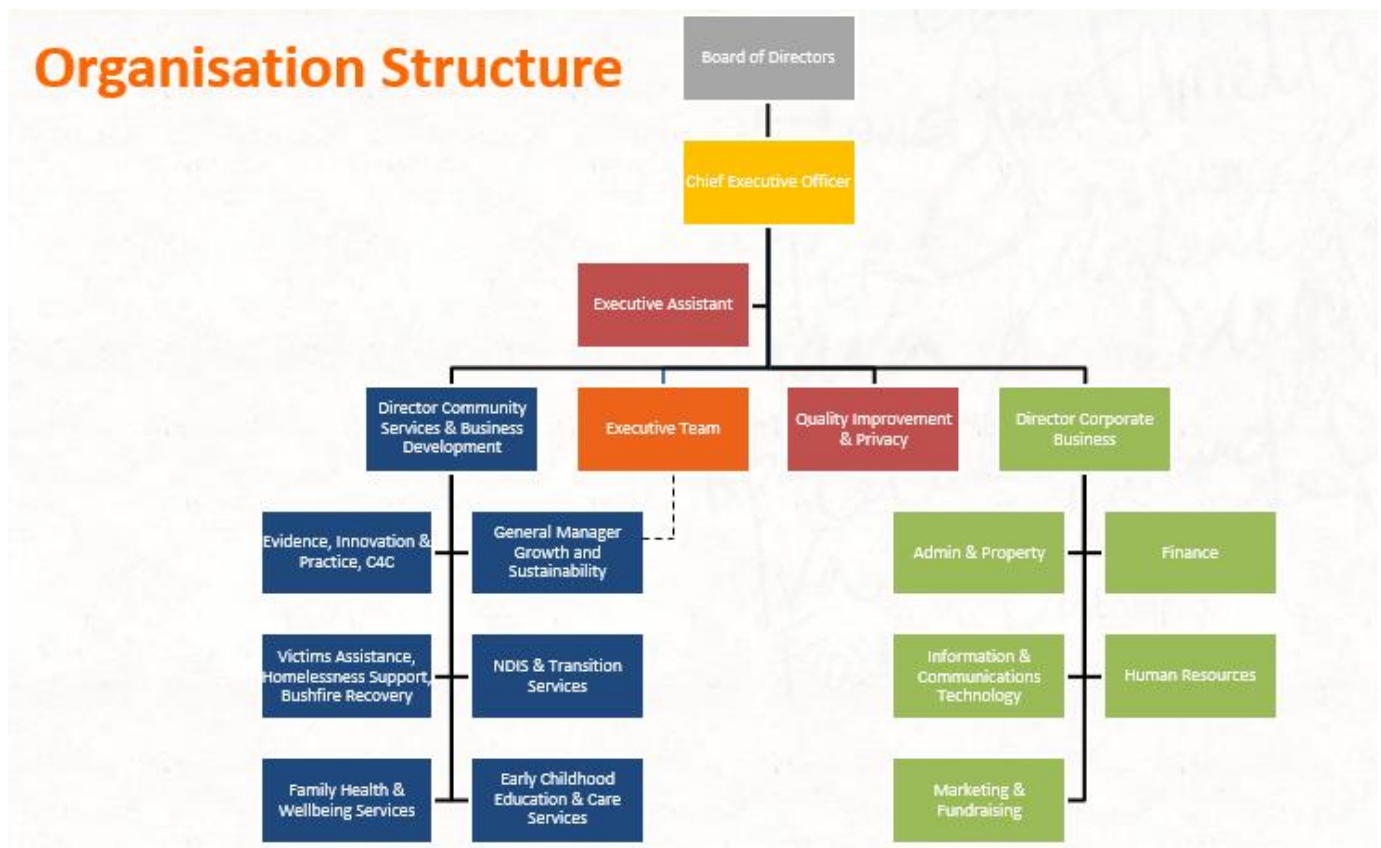 Organisation Structure
Board of Directors
Chief Executive Officer
Executive Assistant
Director Community
Services & Business
Development
Executive Team
Quality Improvement
& Privacy
Director Corporate
Business
Evidence, Innovation &
Practice, C4C
General Manager
Growth and
Sustainability
Admin & Property
Finance
Victims Assistance,
Homelessness Support,
Bushfire Recovery
NDIS & Transition
Services
Information &
Communications
Technology
Human Resources
Family Health &
Wellbeing Services
Early Childhood
Education & Care
Services
Marketing &
Fundraising